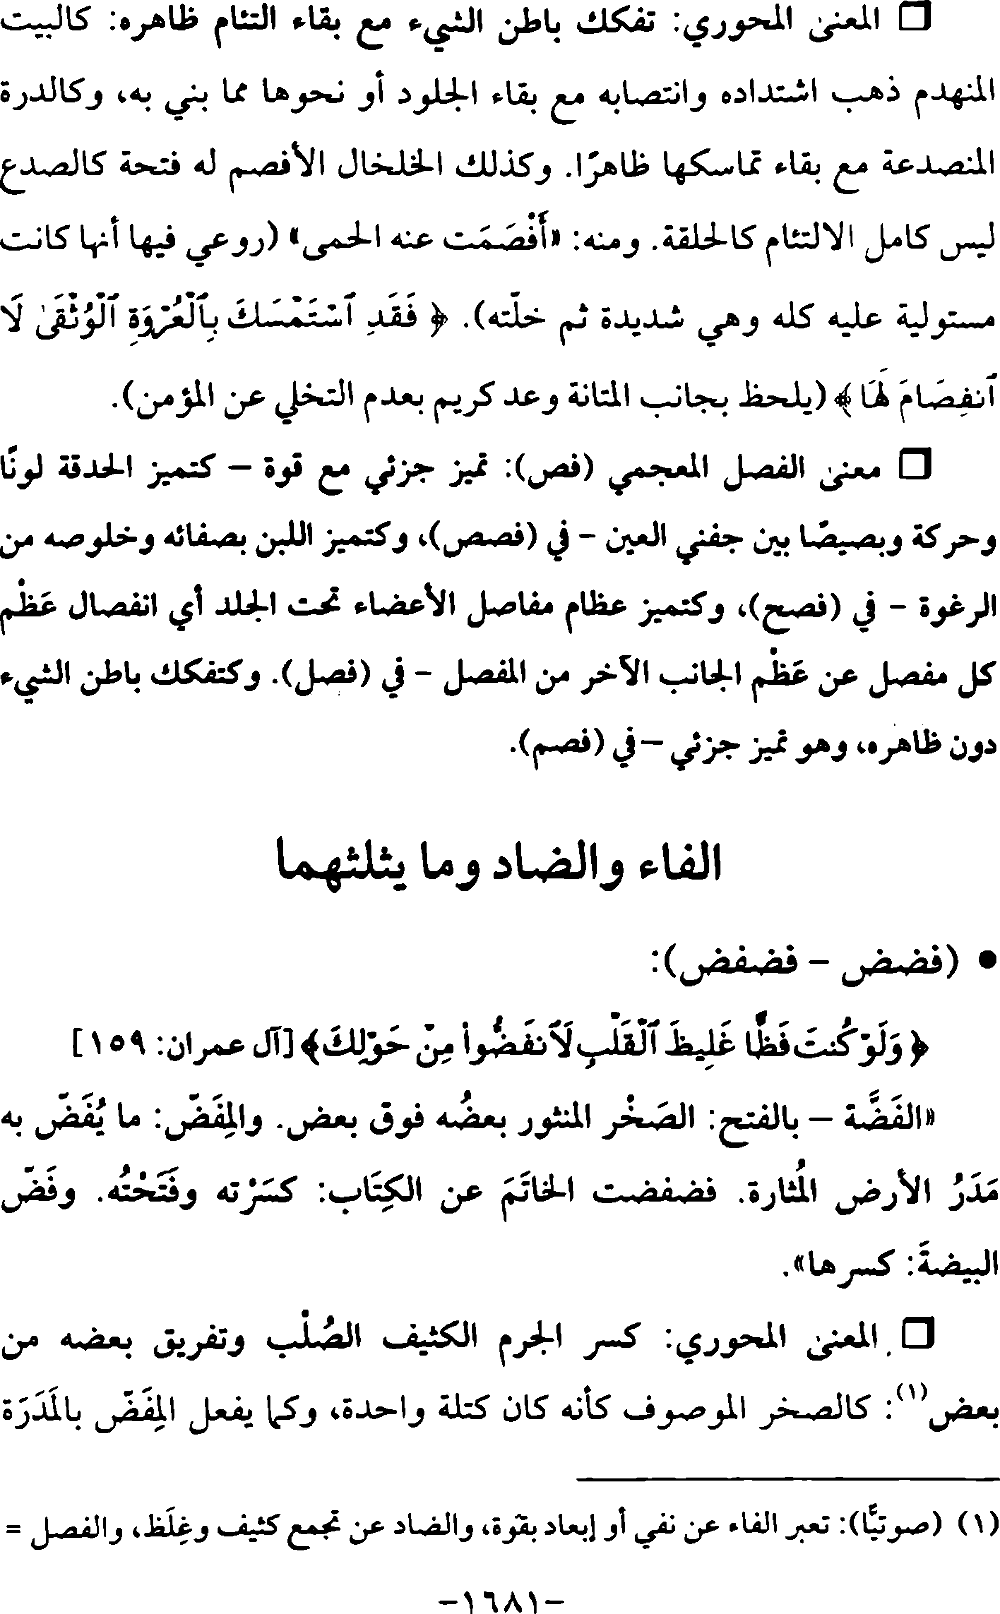 ❒ المعنى المحوري: تفكك باطن الشيء مع بقاء التئام ظاهره: كالبيت
المنهدم ذهب اشتداده وانتصابه مع بقاء الجلود أو نحوها مما بني به، وكالدرة
المنصدعة مع بقاء تماسكها ظاهرًا. وكذلك الخلخال الأفصم له فتحة كالصدع
ليس كامل الالتئام كالحلقة. ومنه: «أَفْصَمَت عنه الحمى» (روعي فيها أنها كانت
مستولية عليه كله وهي شديدة ثم خلّته). ﴿ فَقَدِ ٱسْتَمْسَكَ بِٱلْعُرْوَةِ ٱلْوُثْقَىٰ لَا
ٱنفِصَامَ لَهَا ﴾ (يلحظ بجانب المتانة وعد كريم بعدم التخلي عن المؤمن).
❒ معنى الفصل المعجمي (فص): تميز جزئي مع قوة – كتميز الحدقة لونًا
وحركة وبصيصًا بين جفني العين - في (فصص)، وكتميز اللبن بصفائه وخلوصه من
الرغوة - في (فصح)، وكتميز عظام مفاصل الأعضاء تحت الجلد أي انفصال عَظْم
كل مفصل عن عَظْم الجانب الآخر من المفصل - في (فصل). وكتفكك باطن الشيء
دون ظاهره، وهو تميز جزئي – في (فصم).
الفاء والضاد وما يثلثهما
• (فضض – فضفض):
﴿ وَلَوْ كُنتَ فَظًّا غَلِيظَ ٱلْقَلْبِ لَٱنفَضُّوا۟ مِنْ حَوْلِكَ﴾ [آل عمران: ١٥٩]
«الفَضَّة – بالفتح: الصَخْر المنثور بعضُه فوق بعض. والمِفَضّ: ما يُفَضّ به
مَدَرُ الأرض المُثارة. فضفضت الخاتَمَ عن الكِتَاب: كسَرْته وفَتَحْتُه. وفَضّ
البيضةَ: كسرها».
❒ المعنى المحوري: كسر الجرم الكثيف الصُلْب وتفريق بعضه من
بعض(١): كالصخر الموصوف كأنه كان كتلة واحدة، وكما يفعل المِفَضّ بالمَدَرَة
(١) (صوتيًّا): تعبر الفاء عن نفي أو إبعاد بقوة، والضاد عن تجمع كثيف وغِلَظ، والفصل =
-١٦٨١-